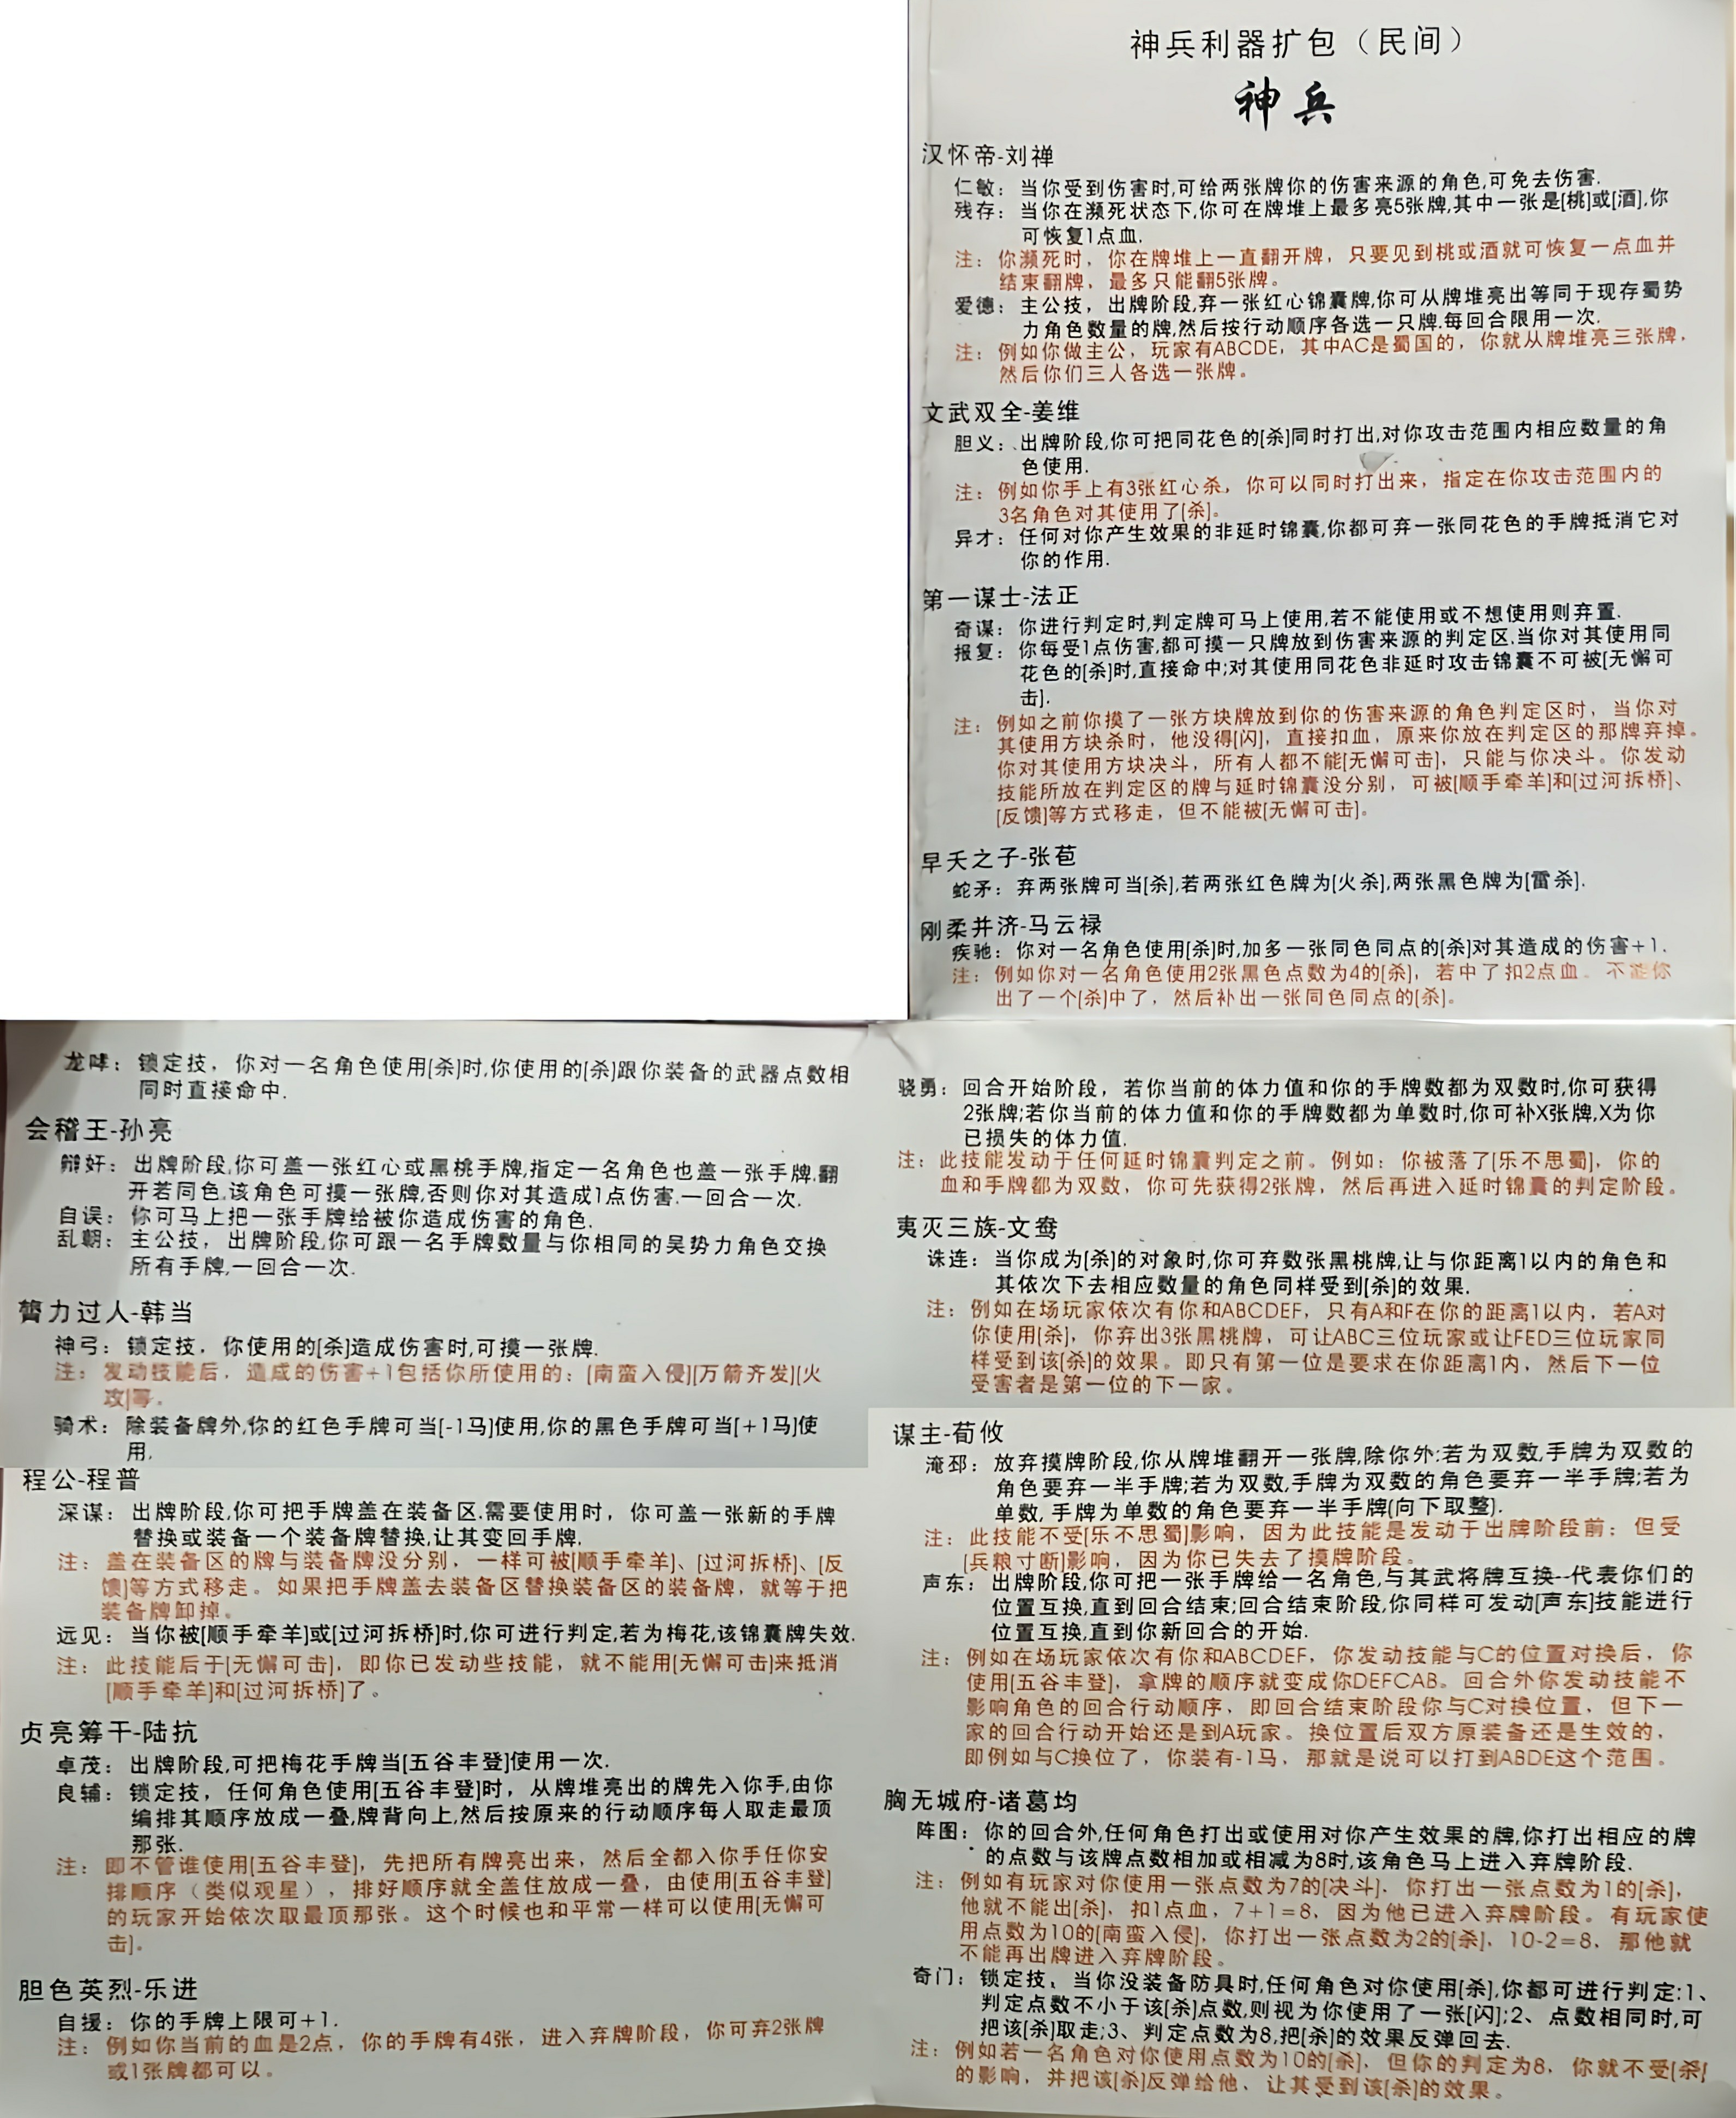 神兵利器扩包（民间）
神兵
汉怀帝-刘禅
仁敏：当你受到伤害时,可给两张牌你的伤害来源的角色,可免去伤害.
残存：当你在濒死状态下,你可在牌堆上最多亮5张牌,其中一张是[桃]或[酒],你
可恢复1点血.
注：你濒死时，你在牌堆上一直翻开牌，只要见到桃或酒就可恢复一点血并
结束翻牌，最多只能翻5张牌。
爱德：主公技，出牌阶段,弃一张红心锦囊牌,你可从牌堆亮出等同于现存蜀势
力角色数量的牌,然后按行动顺序各选一只牌.每回合限用一次.
注：例如你做主公，玩家有ABCDE，其中AC是蜀国的，你就从牌堆亮三张牌，
然后你们三人各选一张牌。
文武双全-姜维
胆义：出牌阶段,你可把同花色的[杀]同时打出,对你攻击范围内相应数量的角
色使用.
注：例如你手上有3张红心杀，你可以同时打出来，指定在你攻击范围内的
3名角色对其使用了[杀]。
异才：任何对你产生效果的非延时锦囊,你都可弃一张同花色的手牌抵消它对
你的作用.
第一谋士-法正
奇谋：你进行判定时,判定牌可马上使用,若不能使用或不想使用则弃置.
报复：你每受1点伤害,都可摸一只牌放到伤害来源的判定区.当你对其使用同
花色的[杀]时,直接命中;对其使用同花色非延时攻击锦囊不可被[无懈可
击].
注：例如之前你摸了一张方块牌放到你的伤害来源的角色判定区时，当你对
其使用方块杀时，他没得[闪]，直接扣血，原来你放在判定区的那牌弃掉。
你对其使用方块决斗，所有人都不能[无懈可击]，只能与你决斗。你发动
技能所放在判定区的牌与延时锦囊没分别，可被[顺手牵羊]和[过河拆桥]、
[反馈]等方式移走，但不能被[无懈可击]。
早夭之子-张苞
蛇矛：弃两张牌可当[杀],若两张红色牌为[火杀],两张黑色牌为[雷杀].
刚柔并济-马云禄
疾驰：你对一名角色使用[杀]时,加多一张同色同点的[杀]对其造成的伤害+1.
注：例如你对一名角色使用2张黑色点数为4的[杀]，若中了扣2点血。不能你
出了一个[杀]中了，然后补出一张同色同点的[杀]。
龙哮：锁定技，你对一名角色使用[杀]时,你使用的[杀]跟你装备的武器点数相
同时直接命中.
会稽王-孙亮
辩奸：出牌阶段,你可盖一张红心或黑桃手牌,指定一名角色也盖一张手牌.翻
开若同色,该角色可摸一张牌,否则你对其造成1点伤害.一回合一次.
自误：你可马上把一张手牌给被你造成伤害的角色.
乱朝：主公技，出牌阶段,你可跟一名手牌数量与你相同的吴势力角色交换
所有手牌,一回合一次.
膂力过人-韩当
神弓：锁定技，你使用的[杀]造成伤害时,可摸一张牌.
注：发动技能后，造成的伤害+1包括你所使用的：[南蛮入侵][万箭齐发][火
攻]等。
骑术：除装备牌外,你的红色手牌可当[-1马]使用,你的黑色手牌可当[+1马]使
用.
程公-程普
深谋：出牌阶段,你可把手牌盖在装备区.需要使用时，你可盖一张新的手牌
替换或装备一个装备牌替换,让其变回手牌.
注：盖在装备区的牌与装备牌没分别，一样可被[顺手牵羊]、[过河拆桥]、[反
馈]等方式移走。如果把手牌盖去装备区替换装备区的装备牌，就等于把
装备牌卸掉。
远见：当你被[顺手牵羊]或[过河拆桥]时,你可进行判定,若为梅花,该锦囊牌失效.
注：此技能后于[无懈可击]，即你已发动些技能，就不能用[无懈可击]来抵消
[顺手牵羊]和[过河拆桥]了。
贞亮筹干-陆抗
卓茂：出牌阶段,可把梅花手牌当[五谷丰登]使用一次.
良辅：锁定技，任何角色使用[五谷丰登]时，从牌堆亮出的牌先入你手,由你
编排其顺序放成一叠,牌背向上,然后按原来的行动顺序每人取走最顶
那张.
注：即不管谁使用[五谷丰登]，先把所有牌亮出来，然后全都入你手任你安
排顺序（类似观星），排好顺序就全盖住放成一叠，由使用[五谷丰登]
的玩家开始依次取最顶那张。这个时候也和平常一样可以使用[无懈可
击]。
胆色英烈-乐进
自援：你的手牌上限可+1.
注：例如你当前的血是2点，你的手牌有4张，进入弃牌阶段，你可弃2张牌
或1张牌都可以。
骁勇：回合开始阶段，若你当前的体力值和你的手牌数都为双数时,你可获得
2张牌;若你当前的体力值和你的手牌数都为单数时,你可补X张牌,X为你
已损失的体力值.
注：此技能发动于任何延时锦囊判定之前。例如：你被落了[乐不思蜀]，你的
血和手牌都为双数，你可先获得2张牌，然后再进入延时锦囊的判定阶段。
夷灭三族-文鸯
诛连：当你成为[杀]的对象时,你可弃数张黑桃牌,让与你距离1以内的角色和
其依次下去相应数量的角色同样受到[杀]的效果.
注：例如在场玩家依次有你和ABCDEF，只有A和F在你的距离1以内，若A对
你使用[杀]，你弃出3张黑桃牌，可让ABC三位玩家或让FED三位玩家同
样受到该[杀]的效果。即只有第一位是要求在你距离1内，然后下一位
受害者是第一位的下一家。
谋主-荀攸
淹邳：放弃摸牌阶段,你从牌堆翻开一张牌,除你外:若为双数,手牌为双数的
角色要弃一半手牌;若为双数,手牌为双数的角色要弃一半手牌;若为
单数,手牌为单数的角色要弃一半手牌(向下取整).
注：此技能不受[乐不思蜀]影响，因为此技能是发动于出牌阶段前；但受
[兵粮寸断]影响，因为你已失去了摸牌阶段。
声东：出牌阶段,你可把一张手牌给一名角色,与其武将牌互换--代表你们的
位置互换,直到回合结束;回合结束阶段,你同样可发动[声东]技能进行
位置互换,直到你新回合的开始.
注：例如在场玩家依次有你和ABCDEF，你发动技能与C的位置对换后，你
使用[五谷丰登]，拿牌的顺序就变成你DEFCAB。回合外你发动技能不
影响角色的回合行动顺序，即回合结束阶段你与C对换位置，但下一
家的回合行动开始还是到A玩家。换位置后双方原装备还是生效的，
即例如与C换位了，你装有-1马，那就是说可以打到ABDE这个范围。
胸无城府-诸葛均
阵图：你的回合外,任何角色打出或使用对你产生效果的牌,你打出相应的牌
的点数与该牌点数相加或相减为8时,该角色马上进入弃牌阶段.
注：例如有玩家对你使用一张点数为7的[决斗]，你打出一张点数为1的[杀]，
他就不能出[杀]，扣1点血，7+1=8，因为他已进入弃牌阶段。有玩家使
用点数为10的[南蛮入侵]，你打出一张点数为2的[杀]，10-2=8，那他就
不能再出牌进入弃牌阶段。
奇门：锁定技，当你没装备防具时,任何角色对你使用[杀],你都可进行判定:1、
判定点数不小于该[杀]点数,则视为你使用了一张[闪];2、点数相同时,可
把该[杀]取走;3、判定点数为8,把[杀]的效果反弹回去.
注：例如若一名角色对你使用点数为10的[杀]，但你的判定为8，你就不受[杀]
的影响，并把该[杀]反弹给他，让其受到该[杀]的效果。